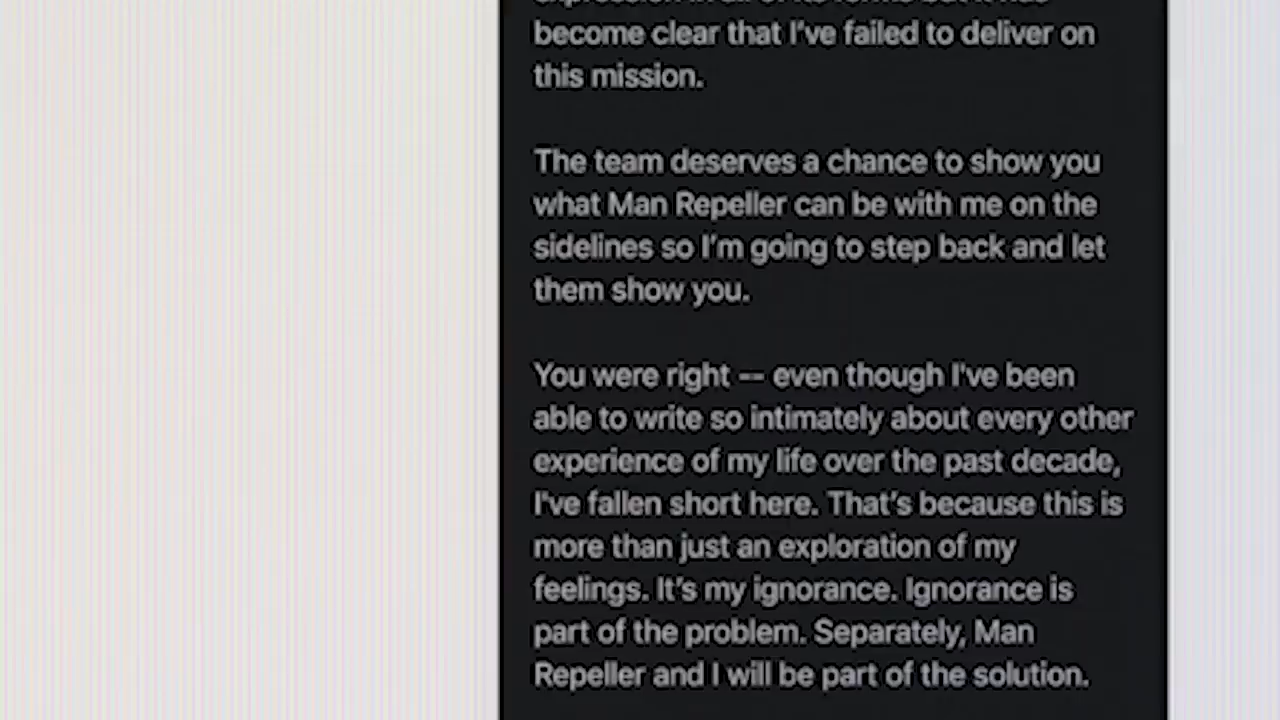 become clear that I've failed to deliver on
this mission.
The team deserves a chance to show you
what Man Repeller can be with me on the
sidelines so I'm going to step back and let
them show you.
You were right — even though I've been
able to write so intimately about every other
experience of my life over the past decade,
I've fallen short here. That's because this is
more than just an exploration of my
feelings. It's my ignorance. Ignorance is
part of the problem. Separately, Man
Repeller and I will be part of the solution.